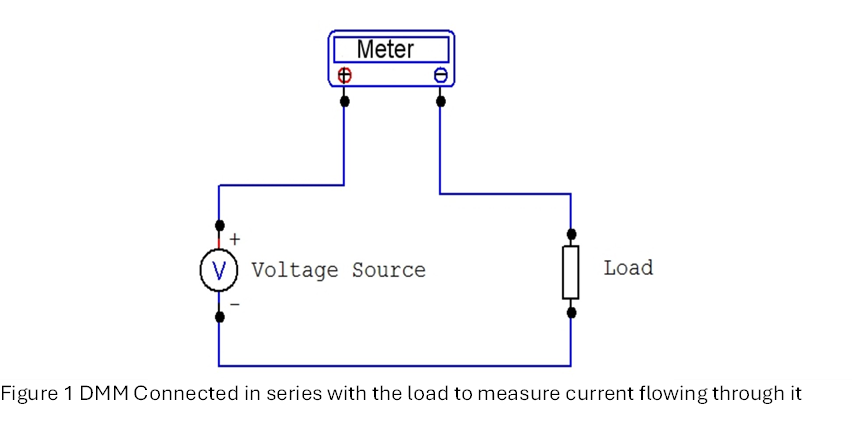 Meter
+
V
Voltage Source
−
Load
Figure 1 DMM Connected in series with the load to measure current flowing through it